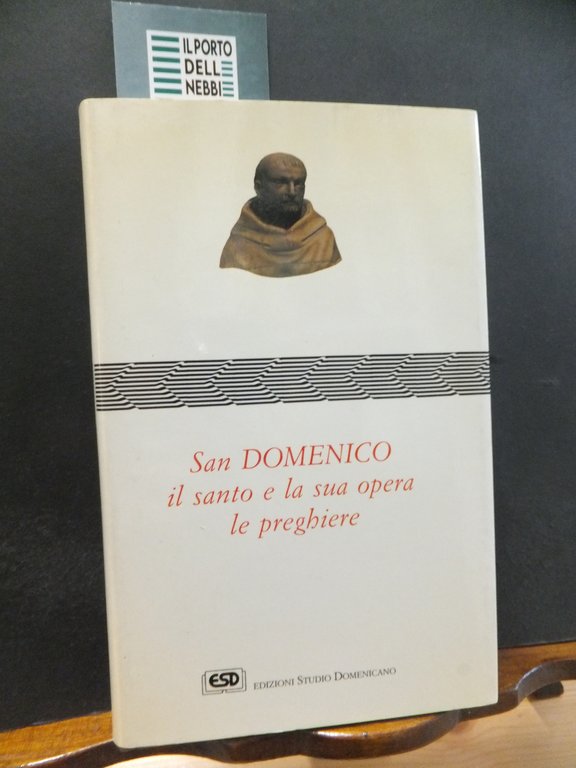 IL PORTO
DELL
NEBBI
San DOMENICO
il santo e la sua opera
le preghiere
ESD
EDIZIONI STUDIO DOMENICANO